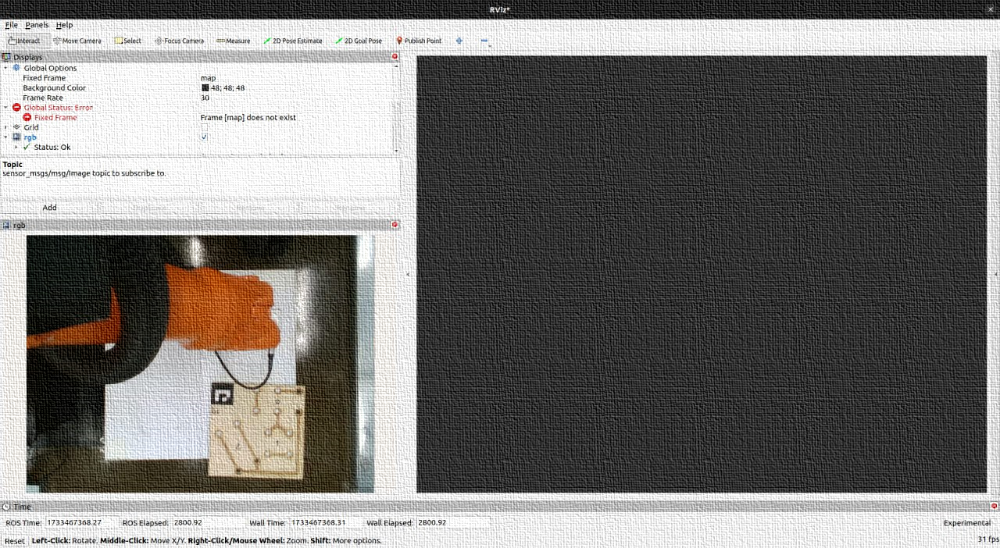 RViz*
File Panels Help
Interact Move Camera Select Focus Camera Measure 2D Pose Estimate 2D Goal Pose Publish Point
Displays
Global Options
Fixed Frame map
Background Color 48; 48; 48
Frame Rate 30
Global Status: Error
Fixed Frame Frame [map] does not exist
Grid
rgb
Status: Ok
Topic
sensor_msgs/msg/Image topic to subscribe to.
Add
rgb
Time
ROS Time: 1733467368.27 ROS Elapsed: 2800.92 Wall Time: 1733467368.31 Wall Elapsed: 2800.92 Experimental
Reset Left-Click: Rotate. Middle-Click: Move X/Y. Right-Click/Mouse Wheel: Zoom. Shift: More options. 31 fps